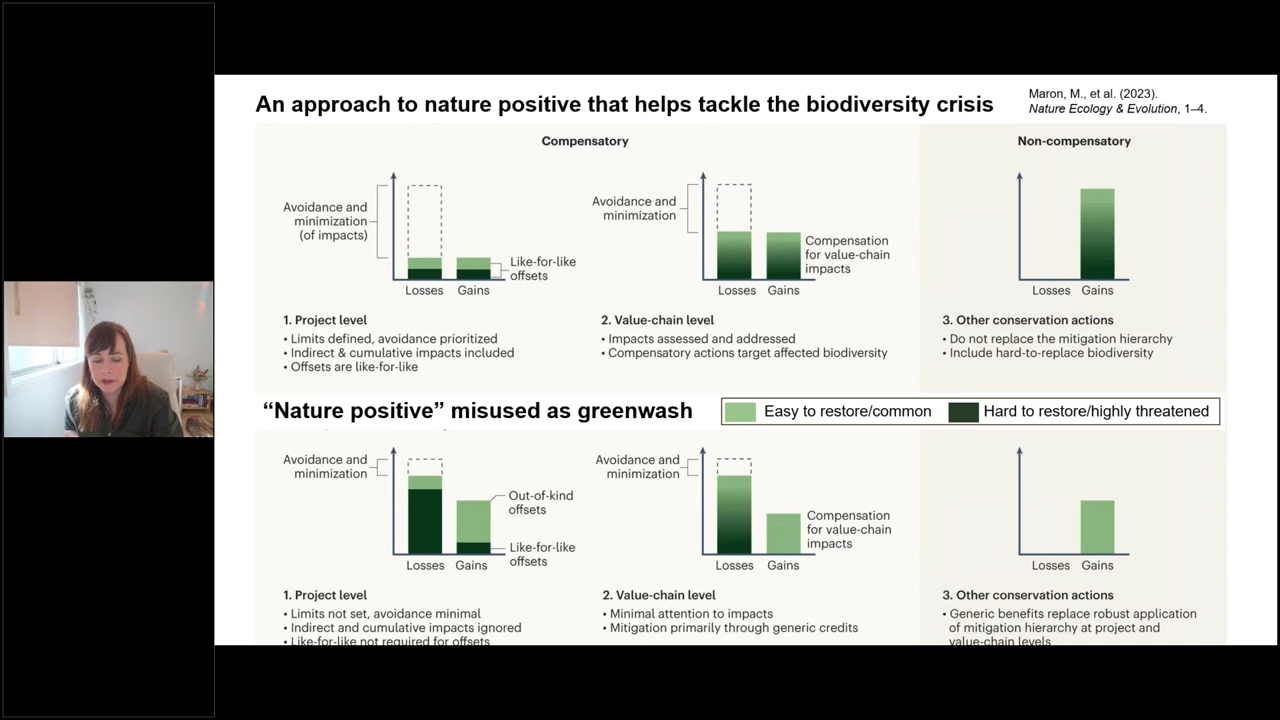 An approach to nature positive that helps tackle the biodiversity crisis
Maron, M., et al. (2023).
Nature Ecology & Evolution, 1–4.
Compensatory
Non-compensatory
Avoidance and
minimization
(of impacts)
Like-for-like
offsets
Losses
Gains
Avoidance and
minimization
Compensation
for value-chain
impacts
Losses
Gains
Losses
Gains
1. Project level
• Limits defined, avoidance prioritized
• Indirect & cumulative impacts included
• Offsets are like-for-like
2. Value-chain level
• Impacts assessed and addressed
• Compensatory actions target affected biodiversity
3. Other conservation actions
• Do not replace the mitigation hierarchy
• Include hard-to-replace biodiversity
“Nature positive” misused as greenwash
Easy to restore/common
Hard to restore/highly threatened
Avoidance and
minimization
Out-of-kind
offsets
Like-for-like
offsets
Losses
Gains
Avoidance and
minimization
Compensation
for value-chain
impacts
Losses
Gains
Losses
Gains
1. Project level
• Limits not set, avoidance minimal
• Indirect and cumulative impacts ignored
• Like-for-like not required for offsets
2. Value-chain level
• Minimal attention to impacts
• Mitigation primarily through generic credits
3. Other conservation actions
• Generic benefits replace robust application
of mitigation hierarchy at project and
value-chain levels